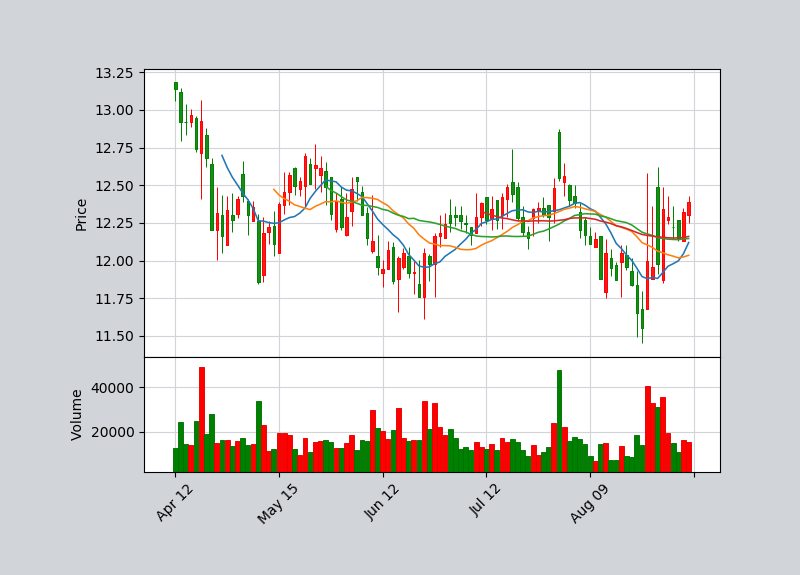 13.25
13.00
12.75
12.50
12.25
12.00
11.75
11.50
Price
40000
20000
Volume
Apr 12
May 15
Jun 12
Jul 12
Aug 09